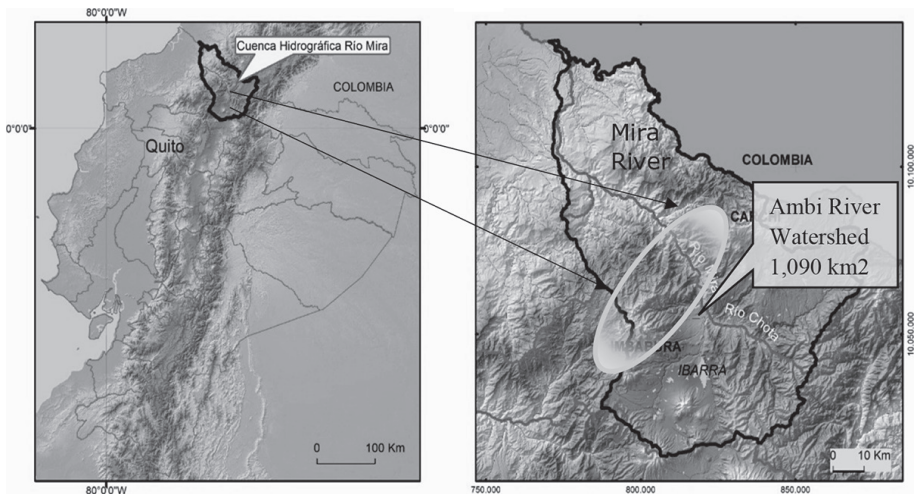 80°0'0"W
Cuenca Hidrográfica Río Mira
COLOMBIA
0°0'0"
0°0'0"
Quito
0 100 Km
80°0'0"W
Mira
River
COLOMBIA
Ambi River
Watershed
1,090 km2
Río Chota
IBARRA
10.100.000
10.050.000
0 10 Km
750.000
800.000
850.000